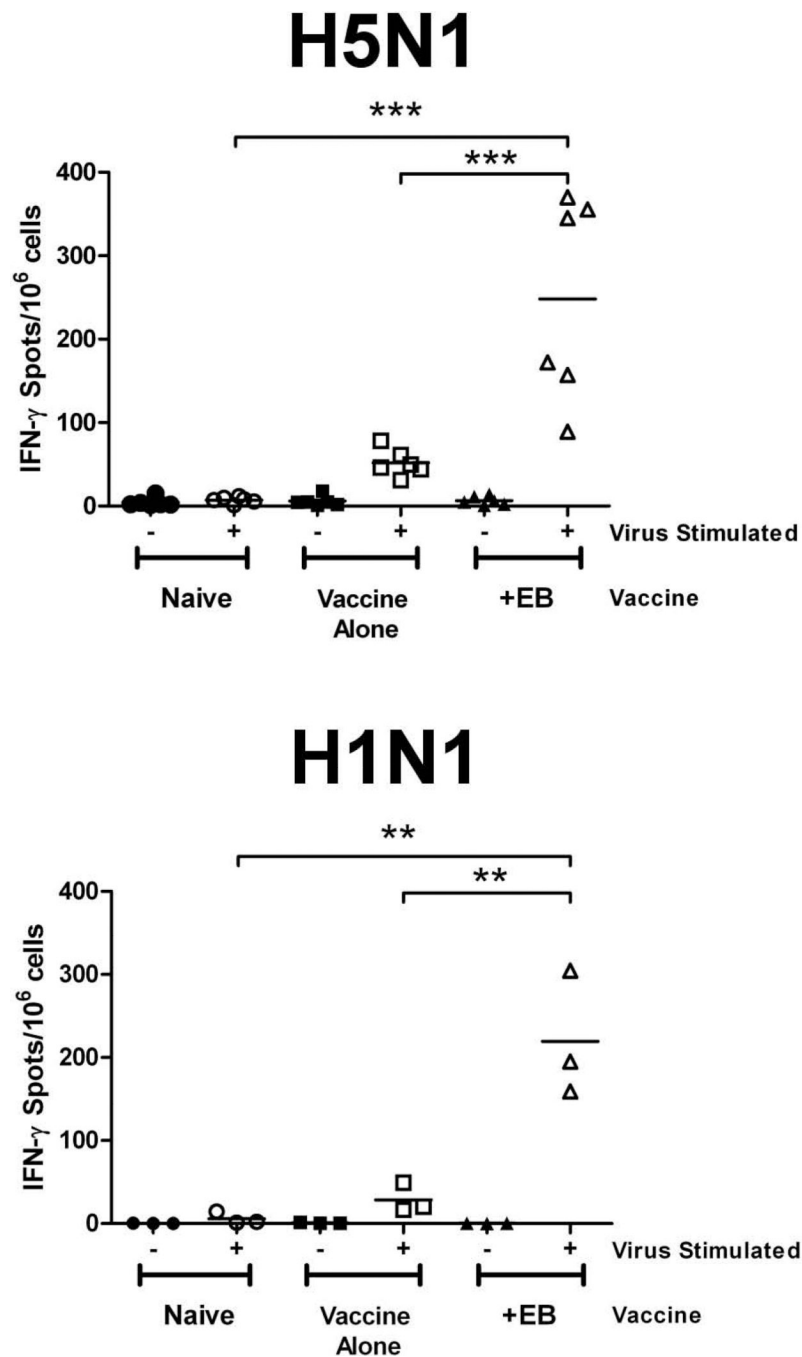 H5N1
***
***
400
300
200
100
0
IFN-γ Spots/10⁶ cells
- + - + - + Virus Stimulated
Naive Vaccine Alone +EB Vaccine
H1N1
**
**
400
300
200
100
0
IFN-γ Spots/10⁶ cells
- + - + - + Virus Stimulated
Naive Vaccine Alone +EB Vaccine